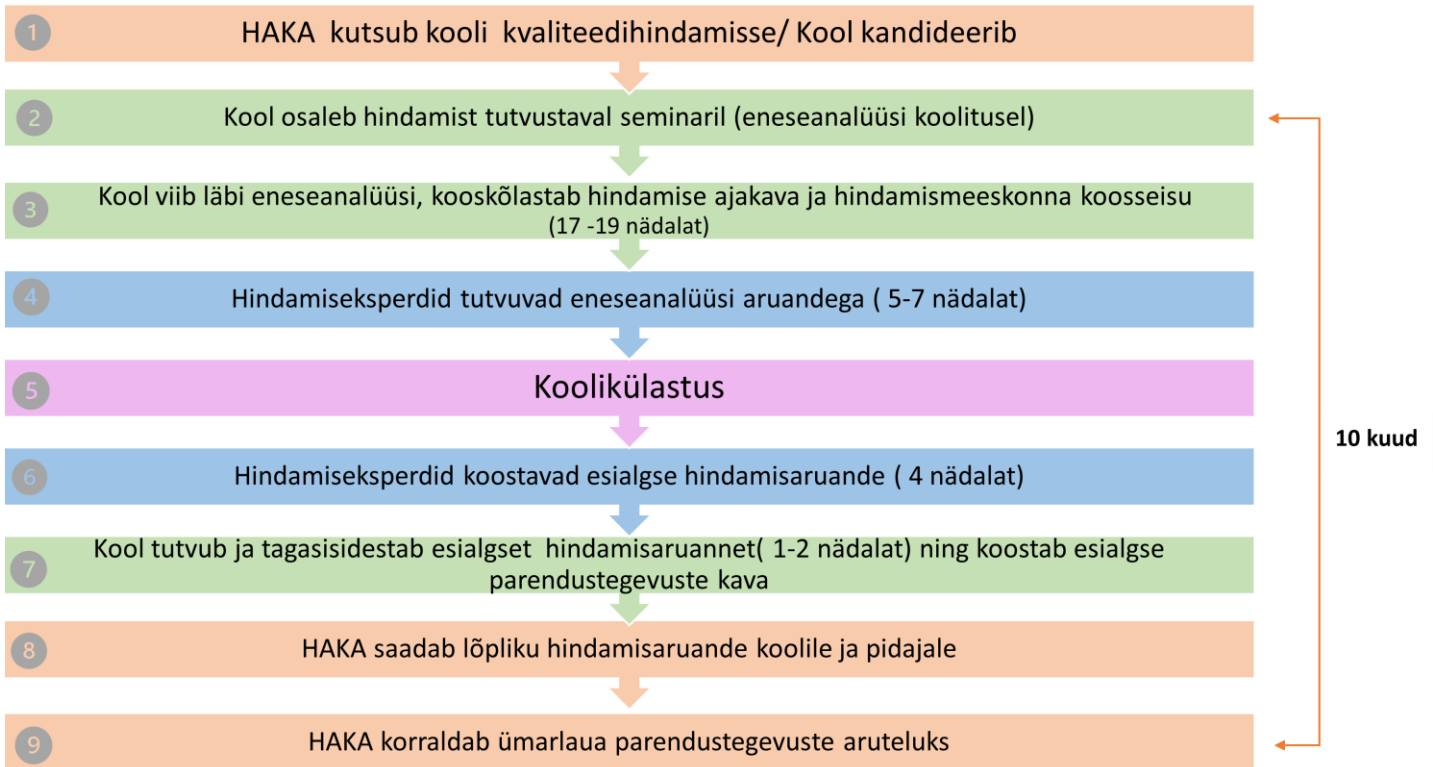 1
HAKA kutsub kooli kvaliteedihindamisse/ Kool kandideerib
2
Kool osaleb hindamist tutvustaval seminaril (eneseanalüüsi koolitusel)
3
Kool viib läbi eneseanalüüsi, kooskõlastab hindamise ajakava ja hindamismeeskonna koosseisu
(17 -19 nädalat)
4
Hindamiseksperdid tutvuvad eneseanalüüsi aruandega ( 5-7 nädalat)
5
Koolikülastus
10 kuud
6
Hindamiseksperdid koostavad esialgse hindamisaruande ( 4 nädalat)
7
Kool tutvub ja tagasisidestab esialgset hindamisaruannet( 1-2 nädalat) ning koostab esialgse
parendustegevuste kava
8
HAKA saadab lõpliku hindamisaruande koolile ja pidajale
9
HAKA korraldab ümarlaua parendustegevuste aruteluks